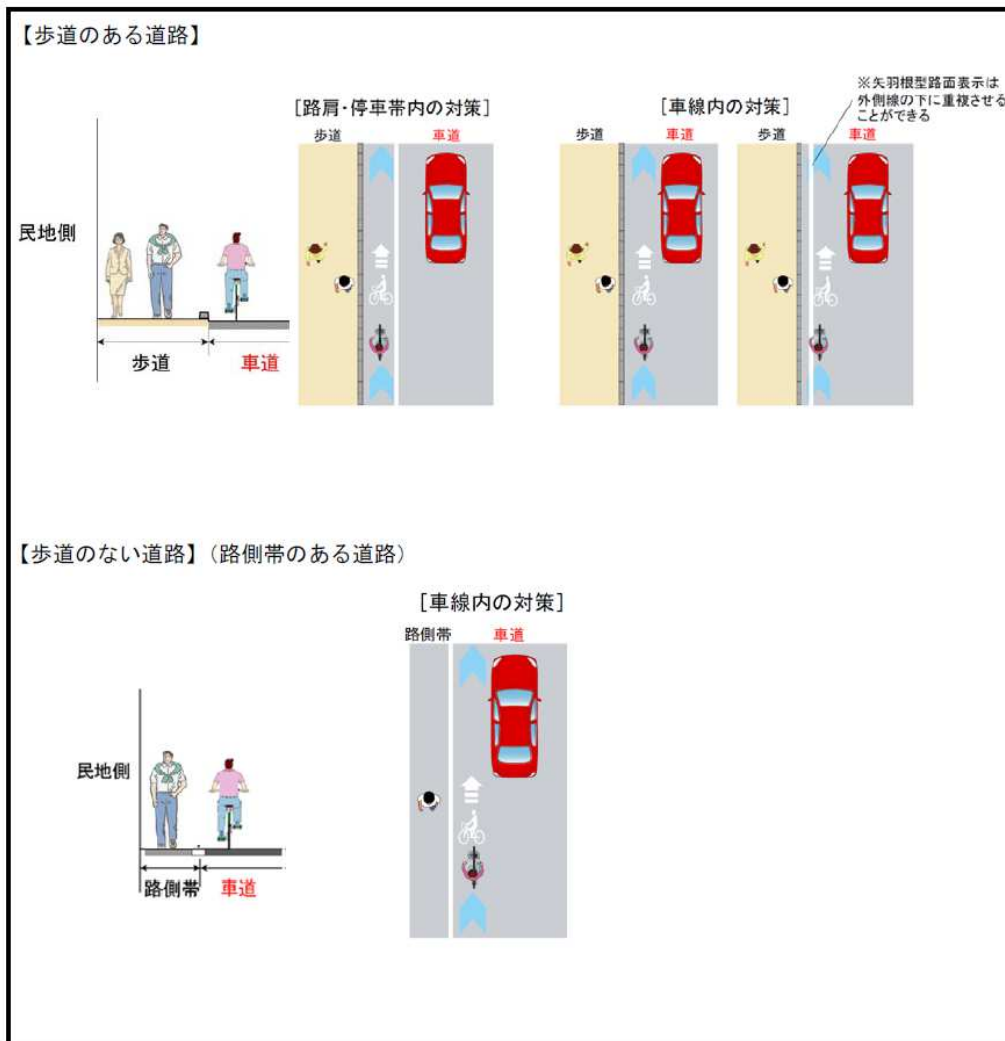 【歩道のある道路】
※矢羽根型路面表示は
外側線の下に重複させる
ことができる
[路肩・停車帯内の対策]
[車線内の対策]
歩道
車道
歩道
車道
歩道
車道
民地側
歩道
車道
【歩道のない道路】（路側帯のある道路）
[車線内の対策]
路側帯
車道
民地側
路側帯
車道